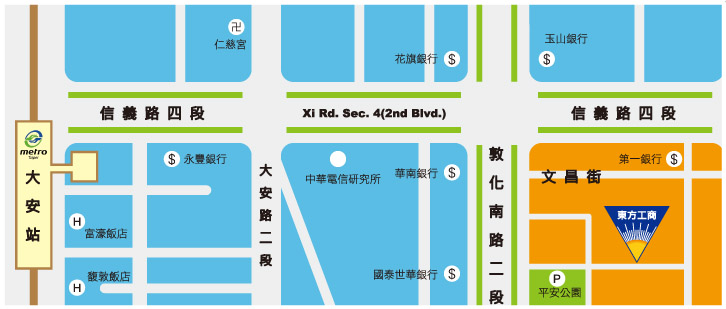 卍
仁慈宮
花旗銀行 $
玉山銀行
$
信義路四段
Xi Rd. Sec. 4(2nd Blvd.)
信義路四段
metro
Taipei
大安站
$ 永豐銀行
大安路二段
中華電信研究所
華南銀行 $
敦化南路二段
文昌街
第一銀行 $
H
富濠飯店
東方工商
馥敦飯店
H
國泰世華銀行 $
P
平安公園